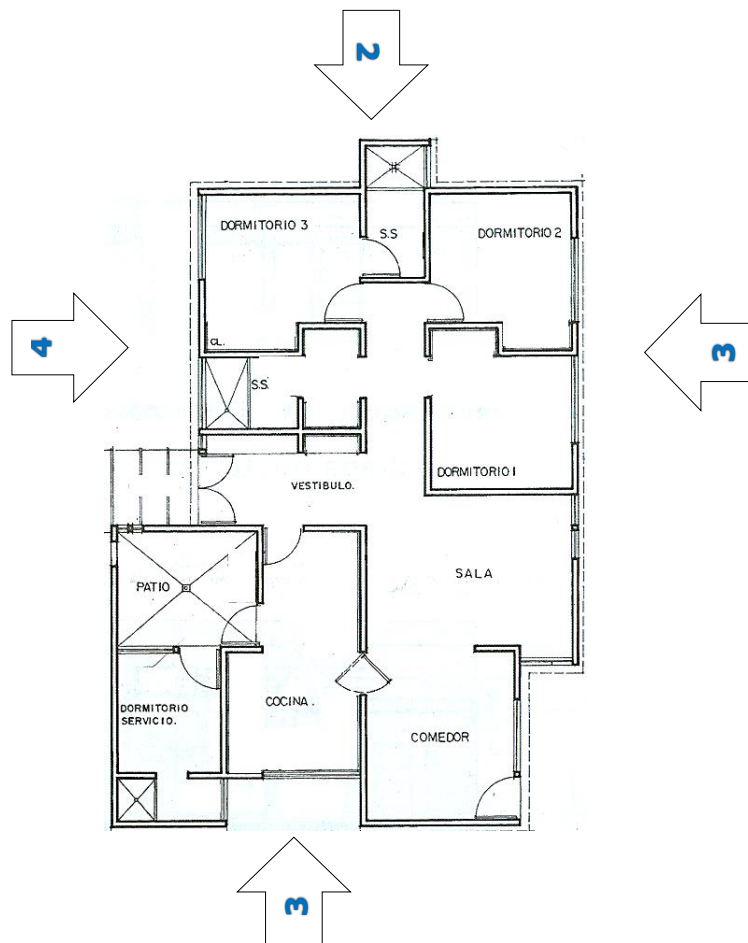 2
DORMITORIO 3
S.S
DORMITORIO 2
4
CL.
S.S.
3
DORMITORIO 1
VESTIBULO.
PATIO
SALA
DORMITORIO
SERVICIO.
COCINA.
COMEDOR
3